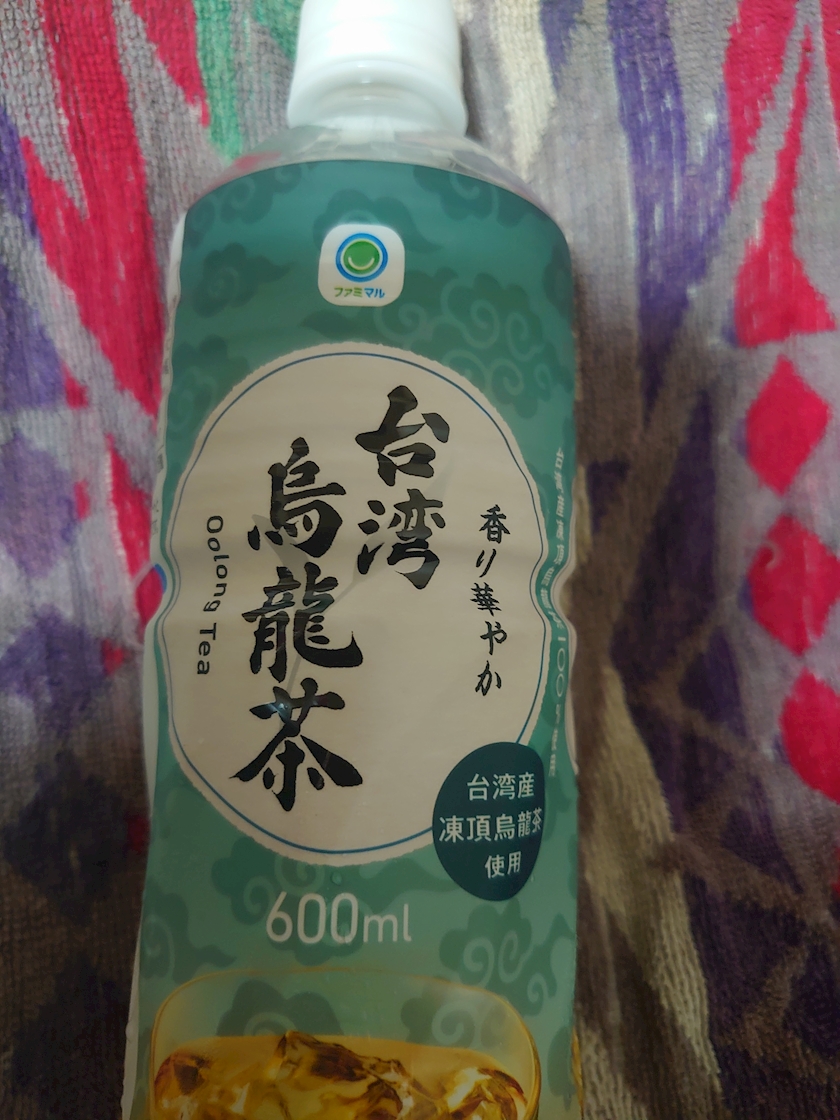 ファミマル
香り華やか
台湾
烏龍茶
Oolong Tea
台湾産
凍頂烏龍茶
使用
600ml